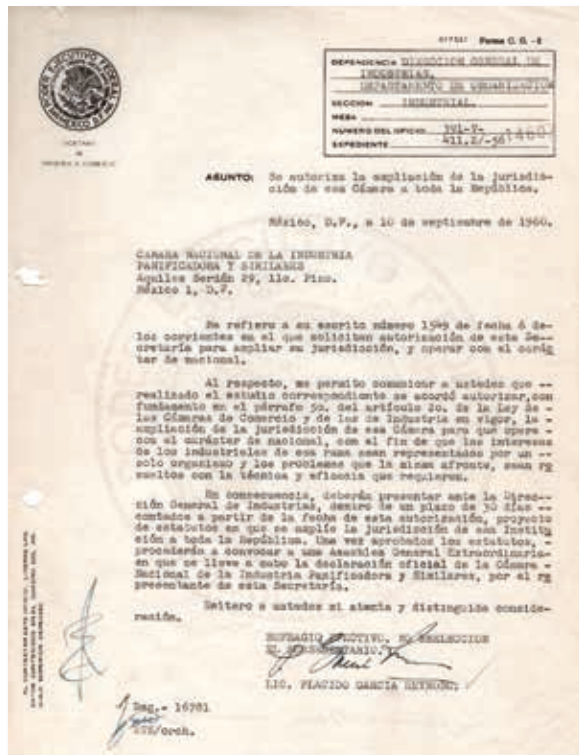 Forma C. G. -2
DEPENDENCIA DIRECCION GENERAL DE
INDUSTRIAS.
DEPARTAMENTO DE ORGANIZACION
SECCION INDUSTRIAL.
MESA
NUMERO DEL OFICIO 391-V-
EXPEDIENTE 411.2/-56
PODER EJECUTIVO FEDERAL
ASUNTO: Se autoriza la ampliación de la jurisdic-
ción de esa Cámara a toda la República.
México, D.F., a 10 de septiembre de 1960.
CAMARA NACIONAL DE LA INDUSTRIA
PANIFICADORA Y SIMILARES
Aquiles Serdán 29, 1lo. Piso.
México 1, D.F.
Me refiero a su escrito número 1549 de fecha 6 de-
los corrientes en el que solicitan autorización de esta Se--
cretaría para ampliar su jurisdicción, y operar con el carác
ter de nacional.
Al respecto, me permito comunicar a ustedes que --
realizado el estudio correspondiente se acordó autorizar, con
fundamento en el párrafo 5o. del artículo 2o. de la Ley de -
las Cámaras de Comercio y de las de Industria en vigor, la -
ampliación de la jurisdicción de esa Cámara para que opere -
con el carácter de nacional, con el fin de que los intereses
de los industriales de esa rama sean representados por un --
solo organismo y los problemas que la misma afronte, sean re
sueltos con la técnica y eficacia que requieren.
En consecuencia, deberán presentar ante la Direc--
ción General de Industrias, dentro de un plazo de 30 días --
contados a partir de la fecha de esta autorización, proyecto
de estatutos en que se amplíe la jurisdicción de esa Institu
ción a toda la República. Una vez aprobados los estatutos, -
procederán a convocar a una Asamblea General Extraordinaria-
en que se lleve a cabo la declaración oficial de la Cámara -
Nacional de la Industria Panificadora y Similares, por el re
presentante de esta Secretaría.
Reitero a ustedes mi atenta y distinguida conside-
ración.
SUFRAGIO EFECTIVO. NO REELECCION
EL SUBSECRETARIO.
LIC. PLACIDO GARCIA REYNOSO
Reg.- 16781